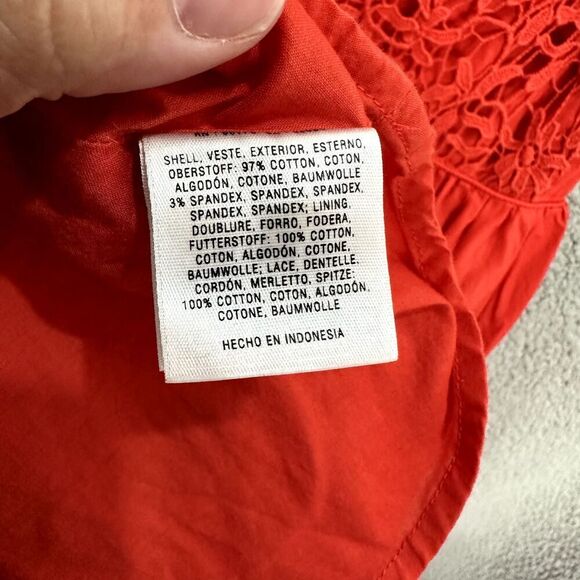 SHELL, VESTE, EXTERIOR, ESTERNO,
OBERSTOFF: 97% COTTON, COTON,
ALGODÓN, COTONE, BAUMWOLLE
3% SPANDEX, SPANDEX, SPANDEX,
SPANDEX, SPANDEX; LINING,
DOUBLURE, FORRO, FODERA,
FUTTERSTOFF: 100% COTTON,
COTON, ALGODÓN, COTONE,
BAUMWOLLE; LACE, DENTELLE,
CORDÓN, MERLETTO, SPITZE:
100% COTTON, COTON, ALGODÓN,
COTONE, BAUMWOLLE
HECHO EN INDONESIA